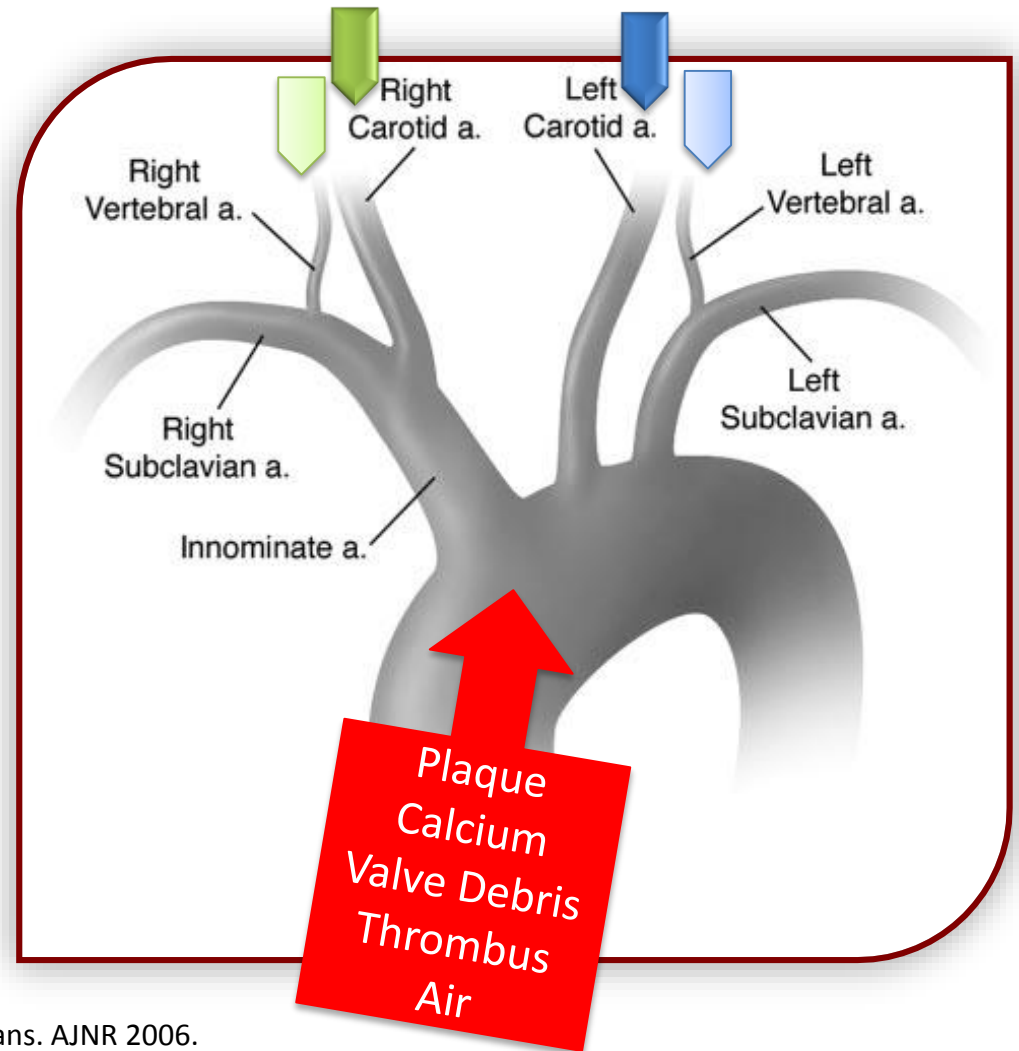 Right
Carotid a.
Left
Carotid a.
Right
Vertebral a.
Left
Vertebral a.
Right
Subclavian a.
Left
Subclavian a.
Innominate a.
Plaque
Calcium
Valve Debris
Thrombus
Air
AJNR 2006.